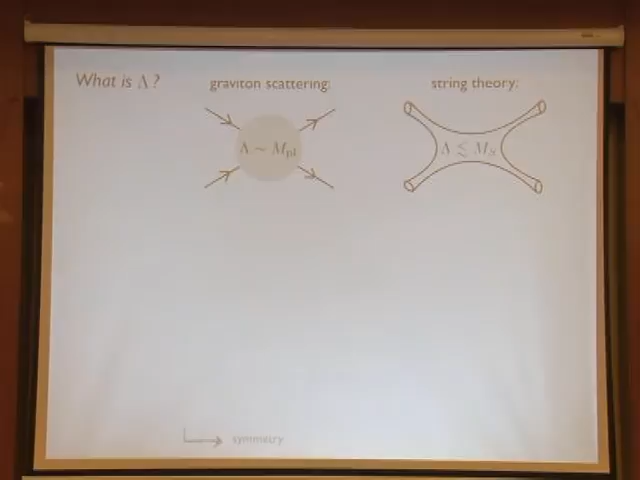 What is Λ?
graviton scattering:
string theory:
Λ ~ M_pl
Λ ≲ M_s
symmetry